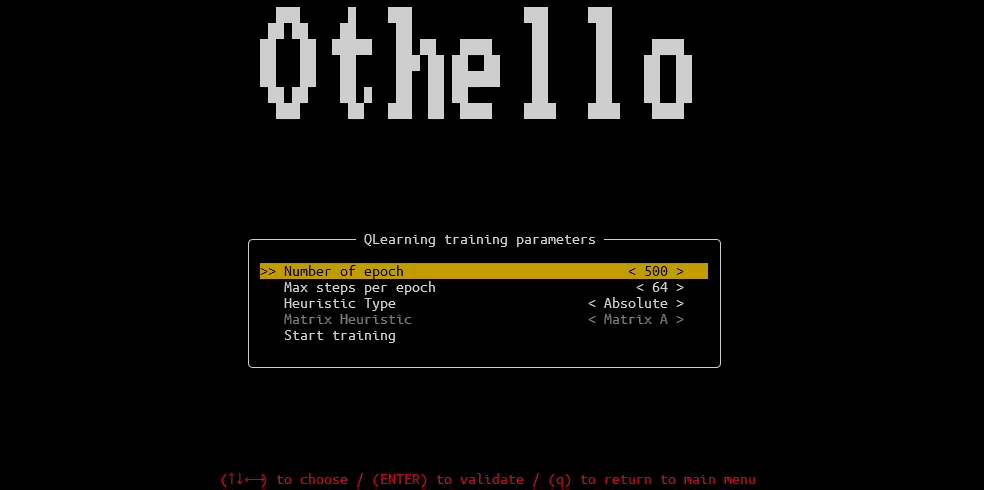 Othello
QLearning training parameters
>> Number of epoch < 500 >
Max steps per epoch < 64 >
Heuristic Type < Absolute >
Matrix Heuristic < Matrix A >
Start training
(↑↓←→) to choose / (ENTER) to validate / (q) to return to main menu